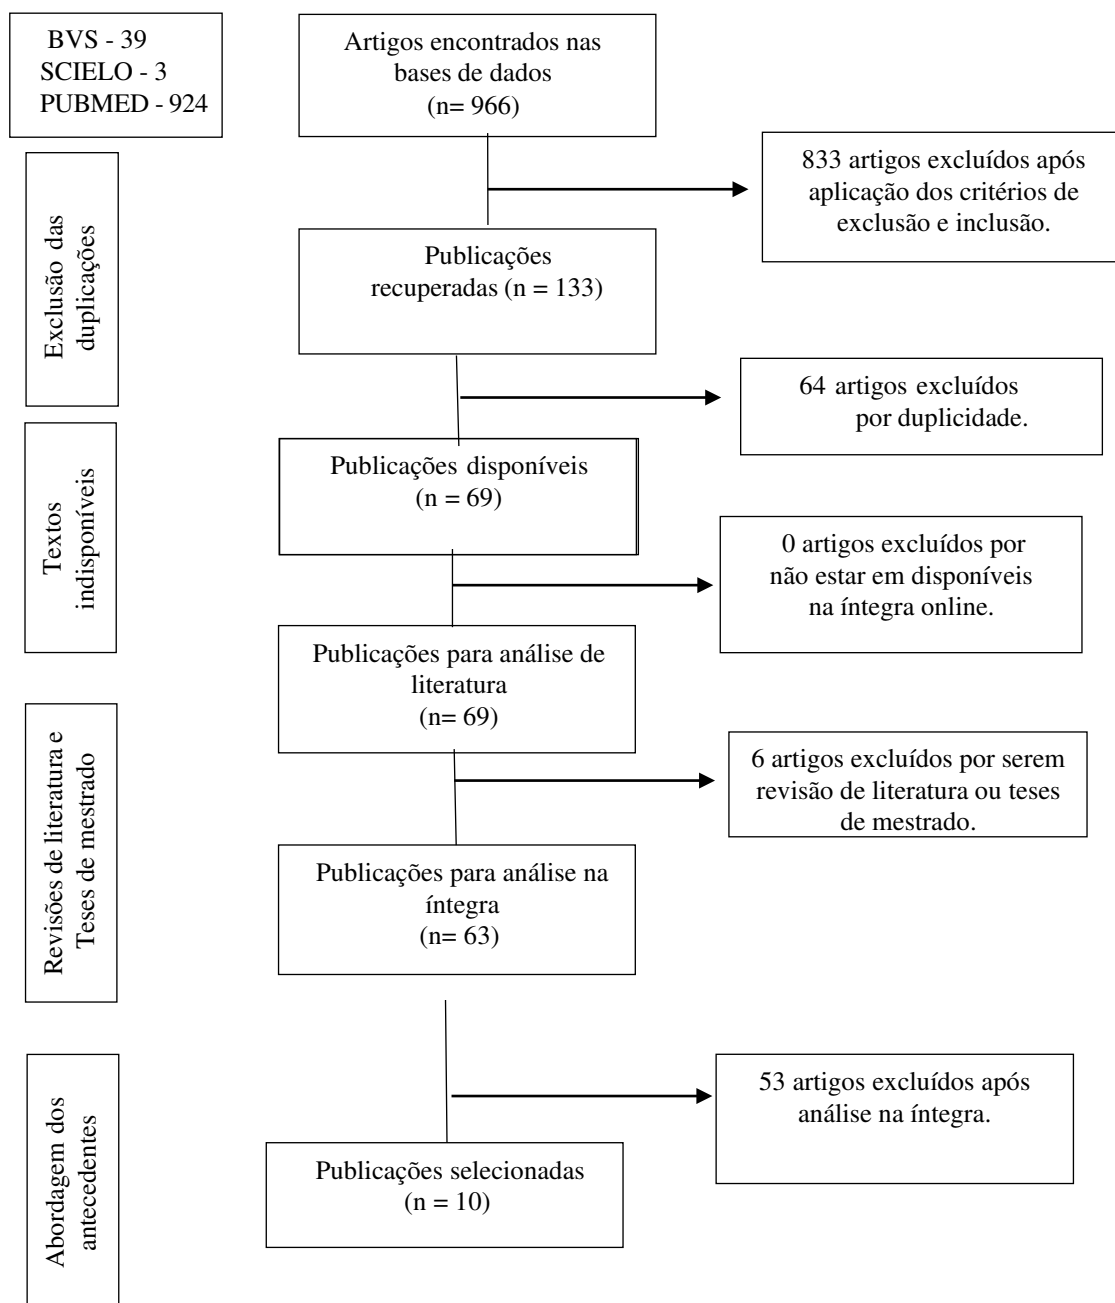 BVS - 39
SCIELO - 3
PUBMED - 924
Artigos encontrados nas
bases de dados
(n= 966)
833 artigos excluídos após
aplicação dos critérios de
exclusão e inclusão.
Exclusão das
duplicações
Publicações
recuperadas (n = 133)
64 artigos excluídos
por duplicidade.
Textos
indisponíveis
Publicações disponíveis
(n = 69)
0 artigos excluídos por
não estar em disponíveis
na íntegra online.
Publicações para análise de
literatura
(n= 69)
Revisões de literatura e
Teses de mestrado
6 artigos excluídos por serem
revisão de literatura ou teses
de mestrado.
Publicações para análise na
íntegra
(n= 63)
Abordagem dos
antecedentes
53 artigos excluídos após
análise na íntegra.
Publicações selecionadas
(n = 10)